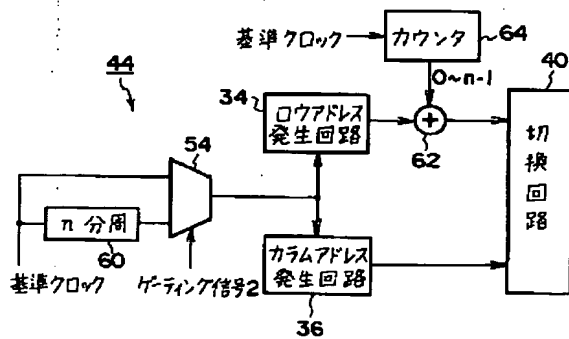 基準クロック
カウンタ
64
44
0~n-1
40
34
ロウアドレス
発生回路
+
62
切換回路
54
n 分周
60
基準クロック
ゲーティング信号2
カラムアドレス
発生回路
36